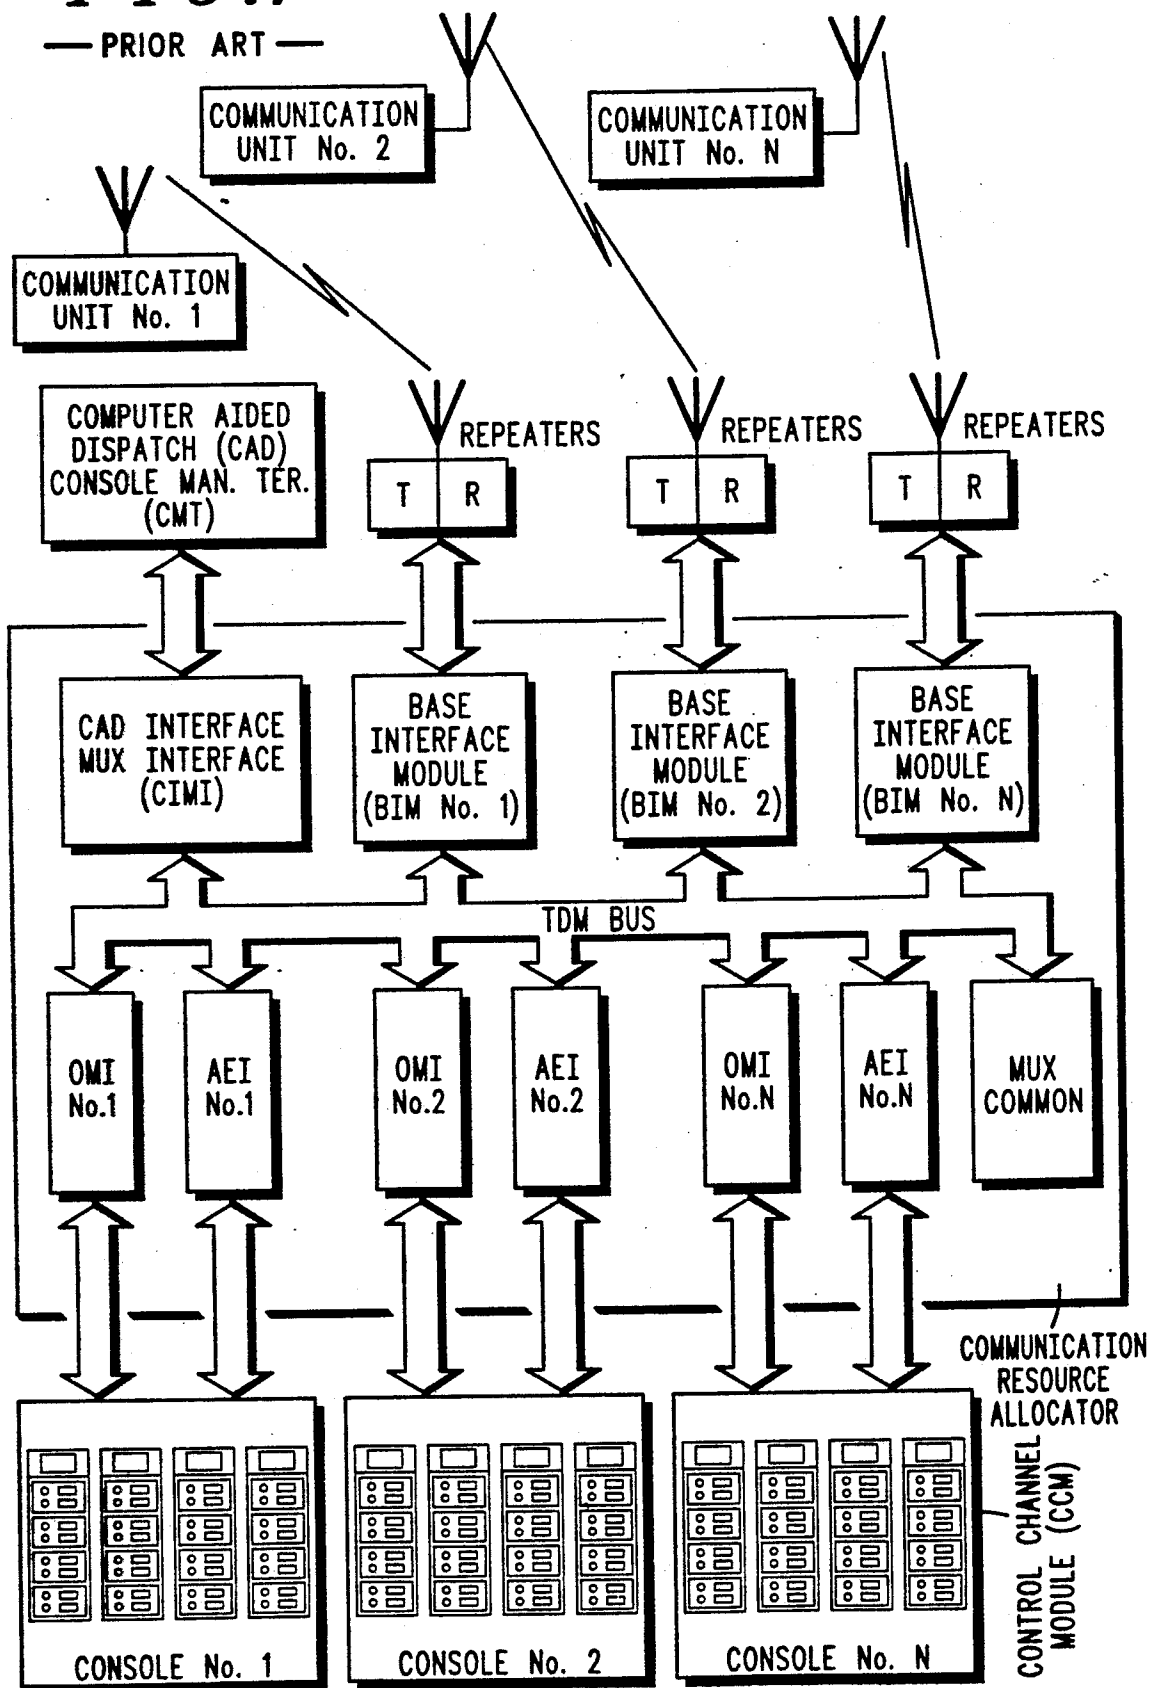 — PRIOR ART —
COMMUNICATION
UNIT No. 2
COMMUNICATION
UNIT No. N
COMMUNICATION
UNIT No. 1
COMPUTER AIDED
DISPATCH (CAD)
CONSOLE MAN. TER.
(CMT)
REPEATERS
T R
REPEATERS
T R
REPEATERS
T R
CAD INTERFACE
MUX INTERFACE
(CIMI)
BASE
INTERFACE
MODULE
(BIM No. 1)
BASE
INTERFACE
MODULE
(BIM No. 2)
BASE
INTERFACE
MODULE
(BIM No. N)
TDM BUS
OMI
No.1
AEI
No.1
OMI
No.2
AEI
No.2
OMI
No.N
AEI
No.N
MUX
COMMON
COMMUNICATION
RESOURCE
ALLOCATOR
CONTROL CHANNEL
MODULE (CCM)
CONSOLE No. 1
CONSOLE No. 2
CONSOLE No. N